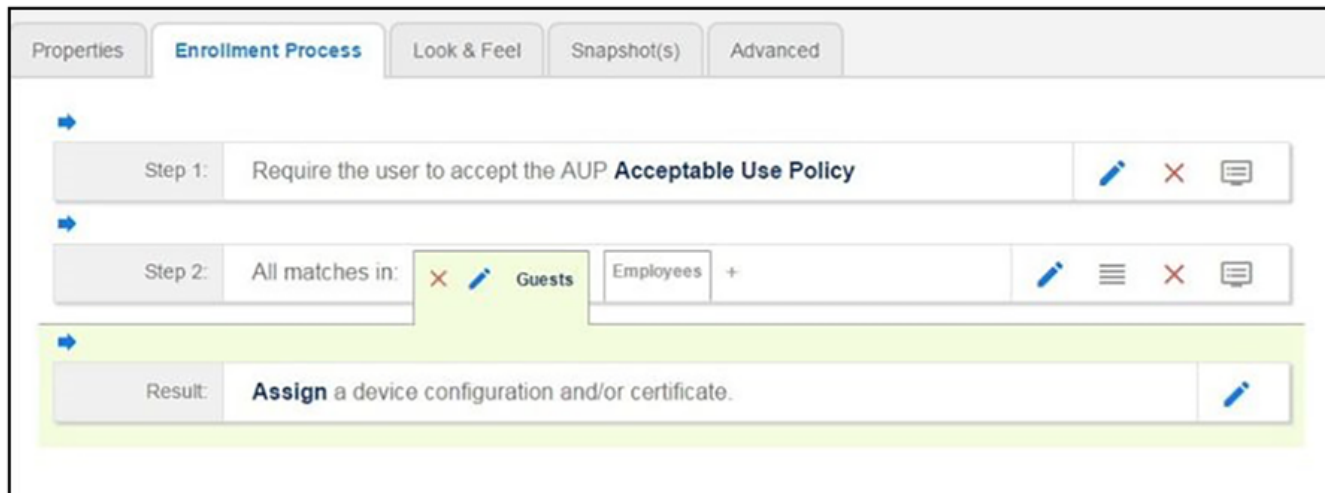 Properties Enrollment Process Look & Feel Snapshot(s) Advanced
Step 1: Require the user to accept the AUP Acceptable Use Policy
Step 2: All matches in: Guests Employees +
Result: Assign a device configuration and/or certificate.